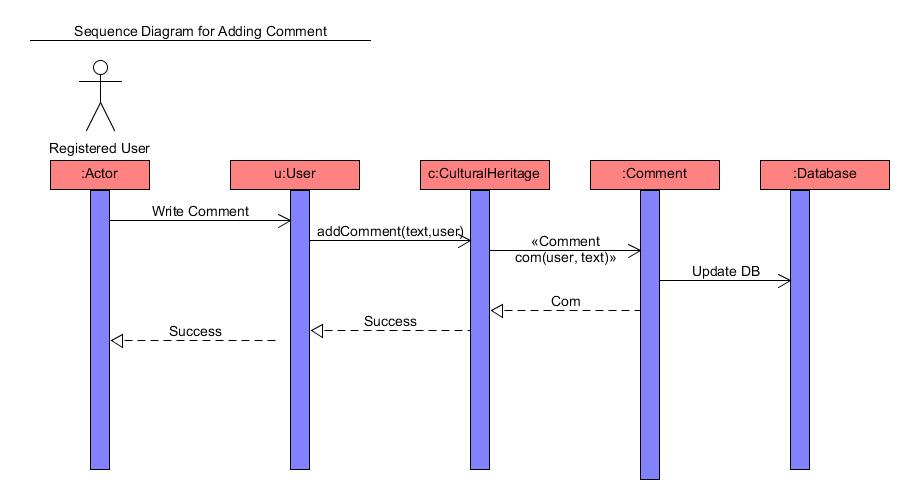 Sequence Diagram for Adding Comment
Registered User
:Actor
u:User
c:CulturalHeritage
:Comment
:Database
Write Comment
addComment(text,user)
«Comment
com(user, text)»
Update DB
Com
Success
Success